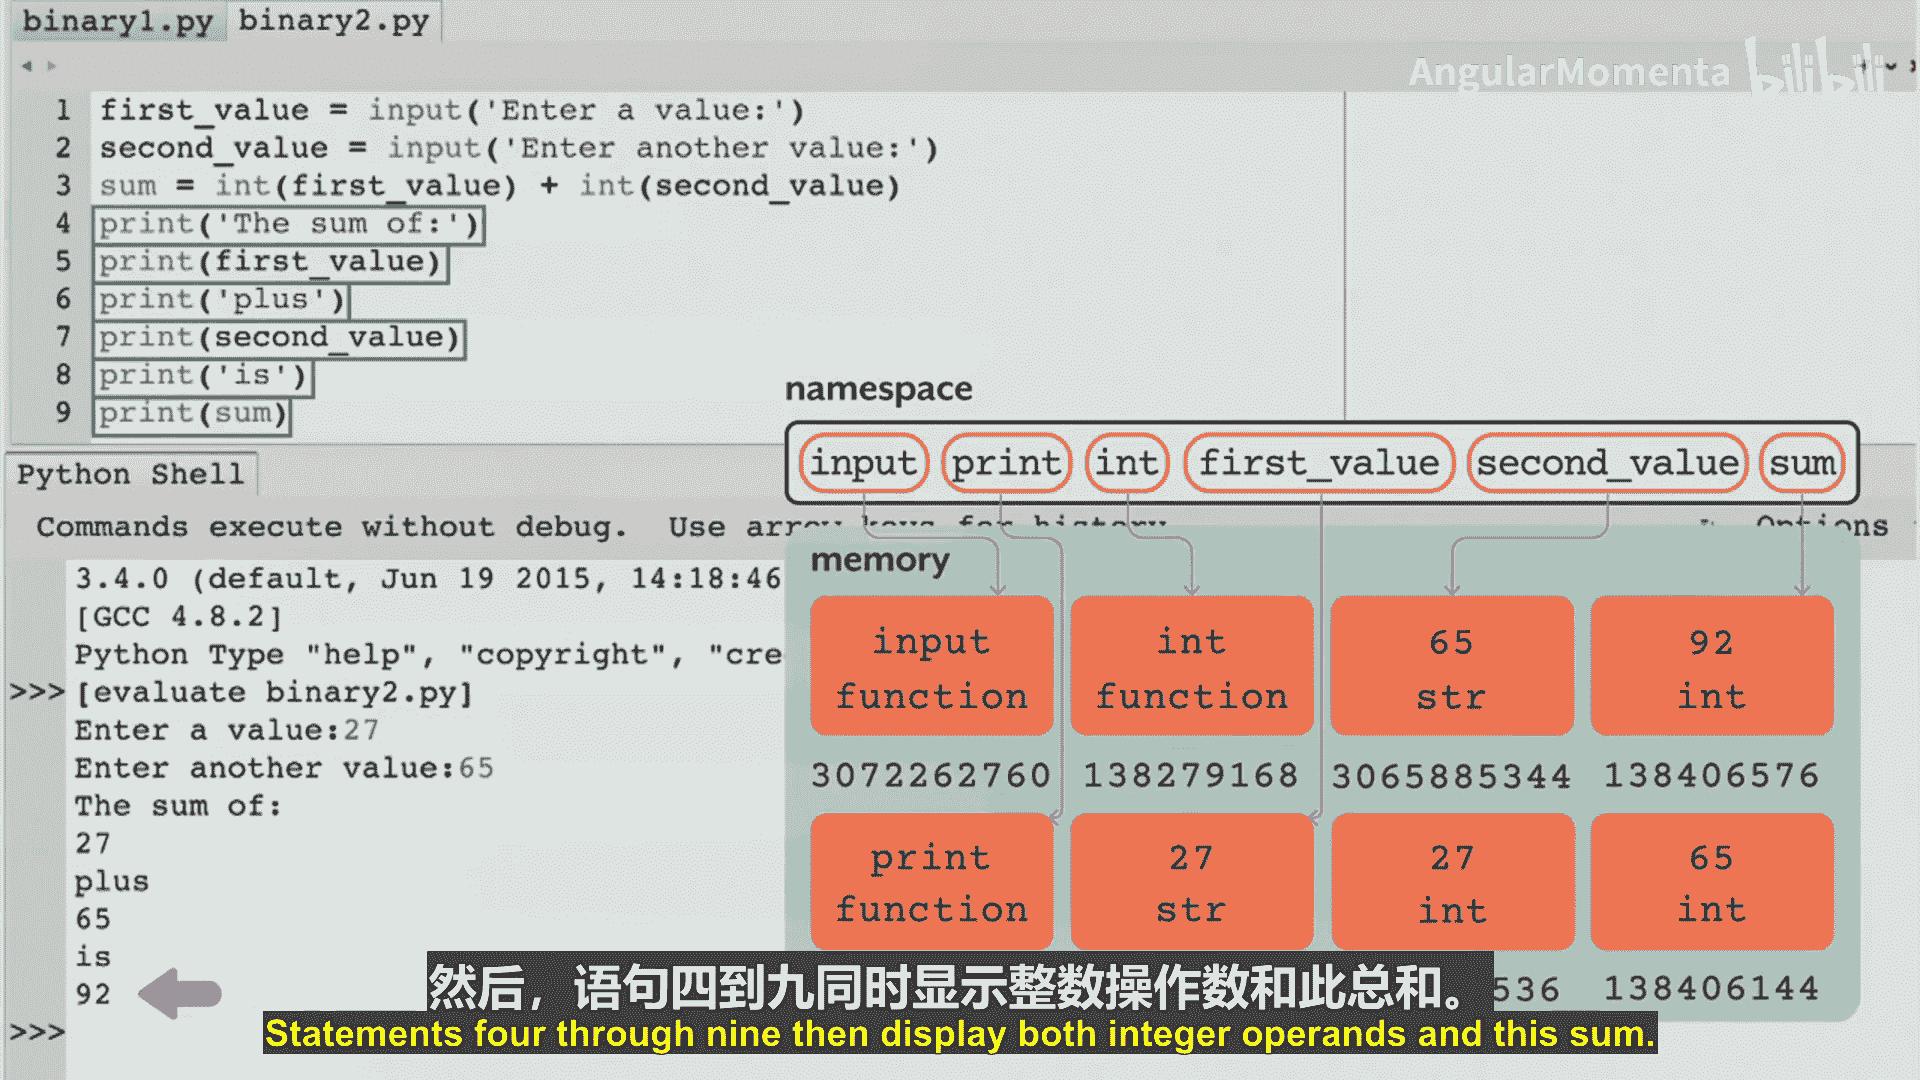 binary1.py binary2.py
AngularMomenta bilibili
1 first_value = input('Enter a value:')
2 second_value = input('Enter another value:')
3 sum = int(first_value) + int(second_value)
4 print('The sum of:')
5 print(first_value)
6 print('plus')
7 print(second_value)
8 print('is')
9 print(sum)
namespace
input print int first_value second_value sum
Python Shell
Commands execute without debug. Use arrow keys for history. Options
3.4.0 (default, Jun 19 2015, 14:18:46
[GCC 4.8.2]
Python Type "help", "copyright", "cre
>>> [evaluate binary2.py]
Enter a value:27
Enter another value:65
The sum of:
27
plus
65
is
92
>>>
memory
input int 65 92
function function str int
3072262760 138279168 3065885344 138406576
print 27 27 65
function str int int
536 138406144
然后，语句四到九同时显示整数操作数和此总和。
Statements four through nine then display both integer operands and this sum.